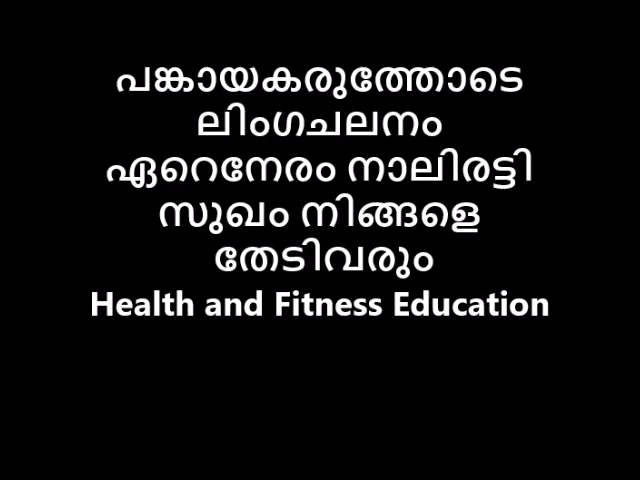 പങ്കായകരുത്തോടെ
ലിംഗചലനം
ഏറെനേരം നാലിരട്ടി
സുഖം നിങ്ങളെ
തേടിവരും
Health and Fitness Education